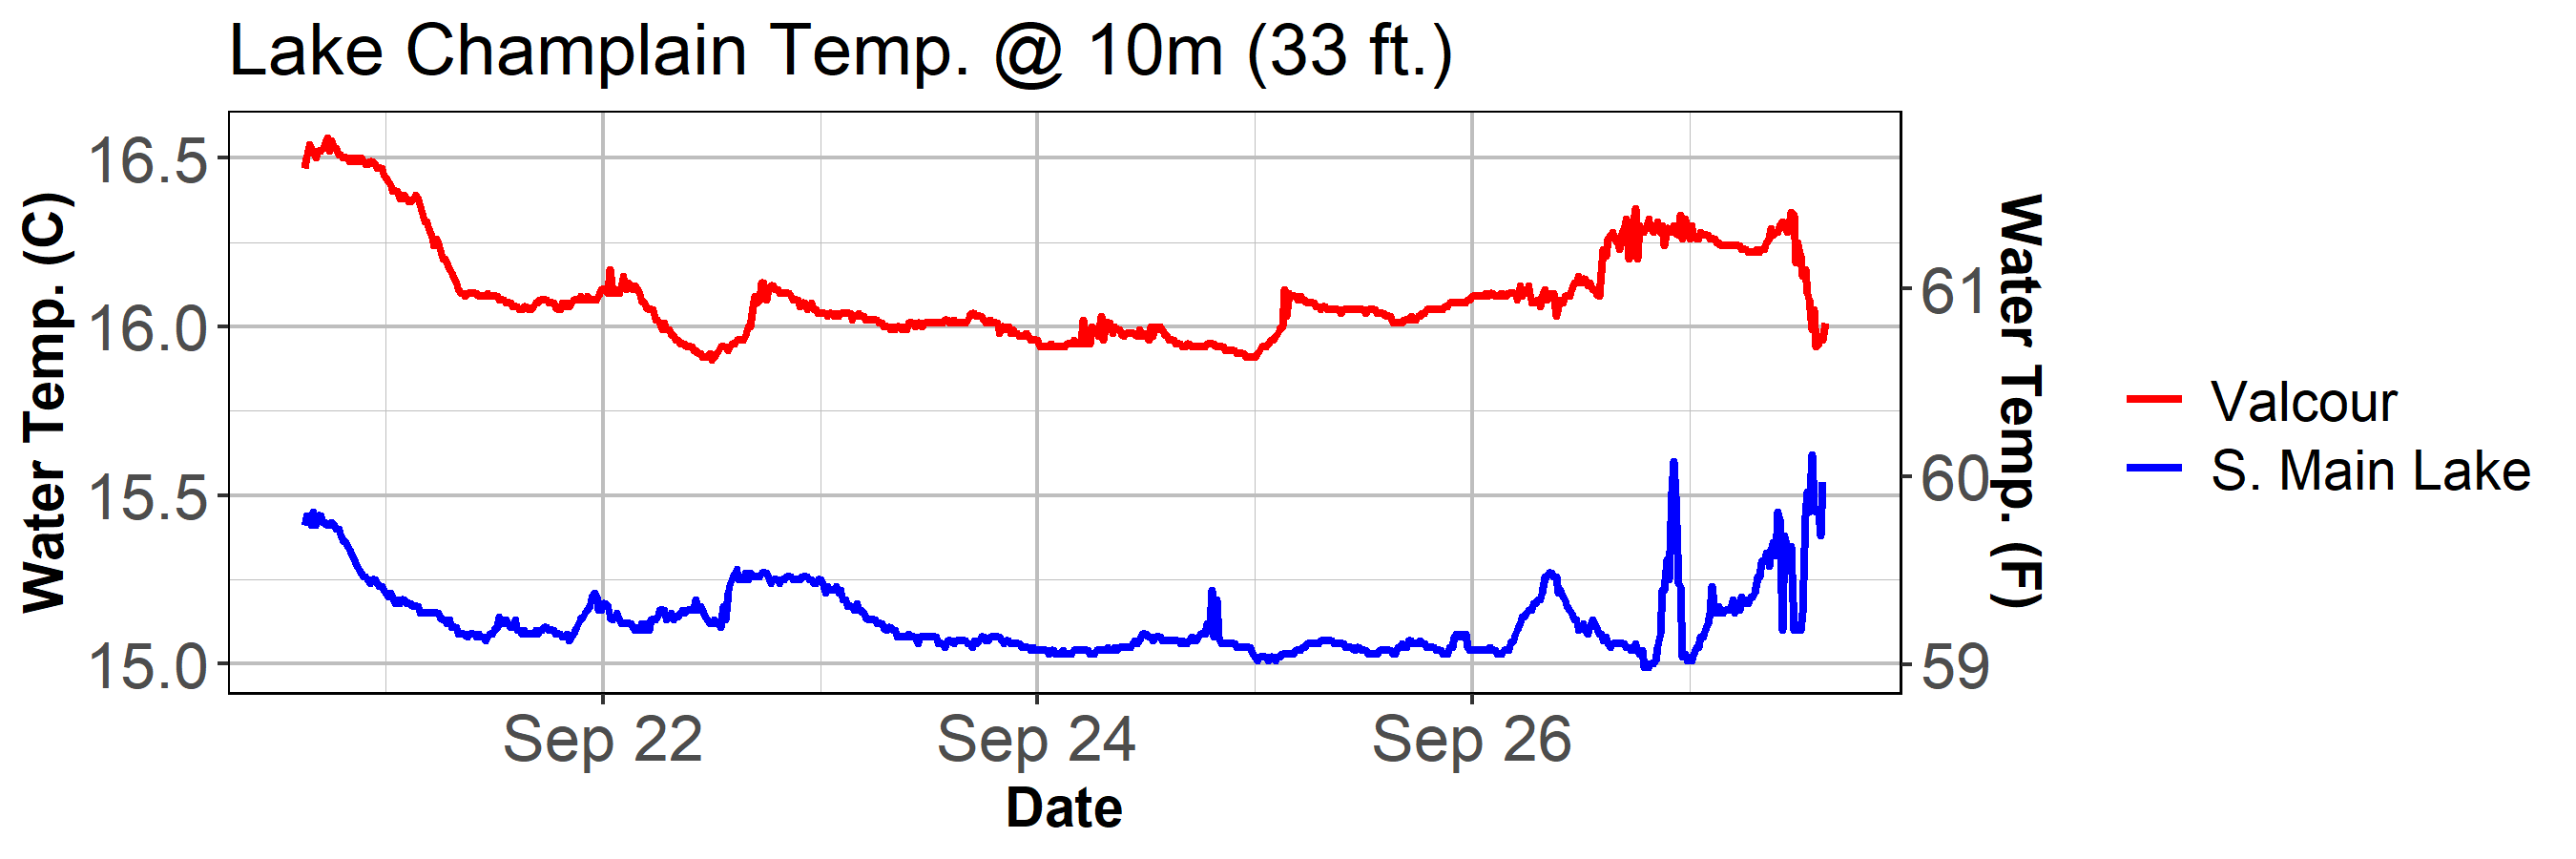 Lake Champlain Temp. @ 10m (33 ft.)
Water Temp. (C)
16.5
16.0
15.5
15.0
61
60
59
Water Temp. (F)
Sep 22
Sep 24
Sep 26
Date
Valcour
S. Main Lake